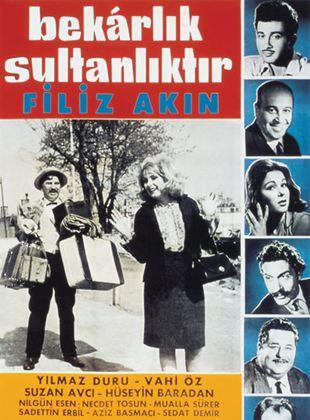 bekârlık
sultanlıktır
FİLİZ AKIN
YILMAZ DURU - VAHİ ÖZ
SUZAN AVCI - HÜSEYİN BARADAN
NİLGÜN ESEN - NECDET TOSUN - MUALLA SÜRER
SADETTİN ERBİL - AZİZ BASMACI - SEDAT DEMİR